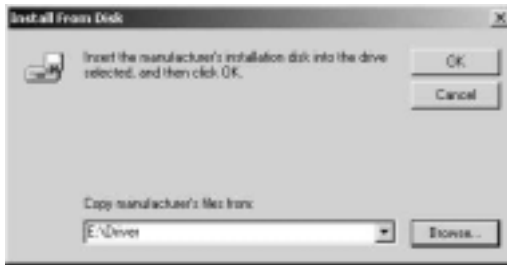 Install From Disk
Insert the manufacturer's installation disk into the drive
selected, and then click OK.
OK
Cancel
Copy manufacturer's files from:
E:\Driver
Browse...